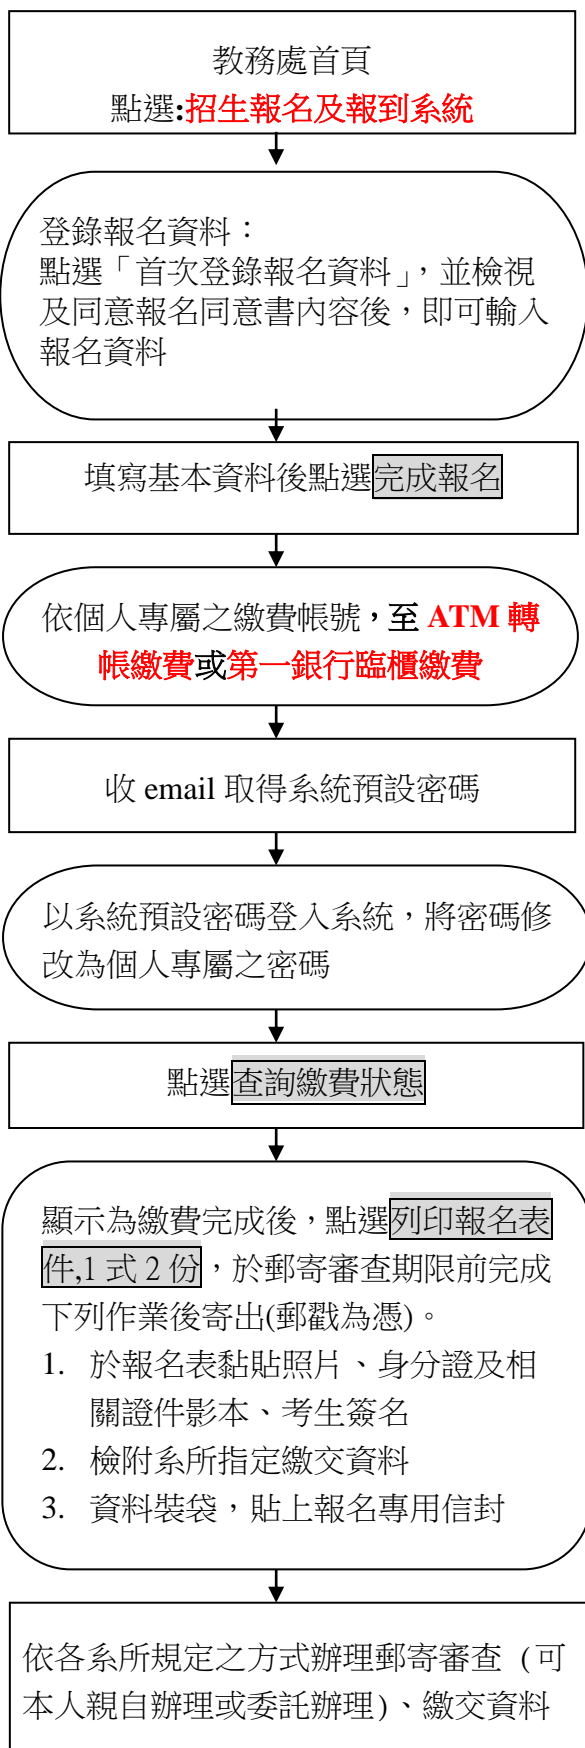 教務處首頁
點選:招生報名及報到系統
登錄報名資料：
點選「首次登錄報名資料」，並檢視
及同意報名同意書內容後，即可輸入
報名資料
填寫基本資料後點選完成報名
依個人專屬之繳費帳號，至 ATM 轉
帳繳費或第一銀行臨櫃繳費
收 email 取得系統預設密碼
以系統預設密碼登入系統，將密碼修
改為個人專屬之密碼
點選查詢繳費狀態
顯示為繳費完成後，點選列印報名表
件,1 式 2 份，於郵寄審查期限前完成
下列作業後寄出(郵戳為憑)。
1. 於報名表黏貼照片、身分證及相
關證件影本、考生簽名
2. 檢附系所指定繳交資料
3. 資料裝袋，貼上報名專用信封
依各系所規定之方式辦理郵寄審查 (可
本人親自辦理或委託辦理)、繳交資料